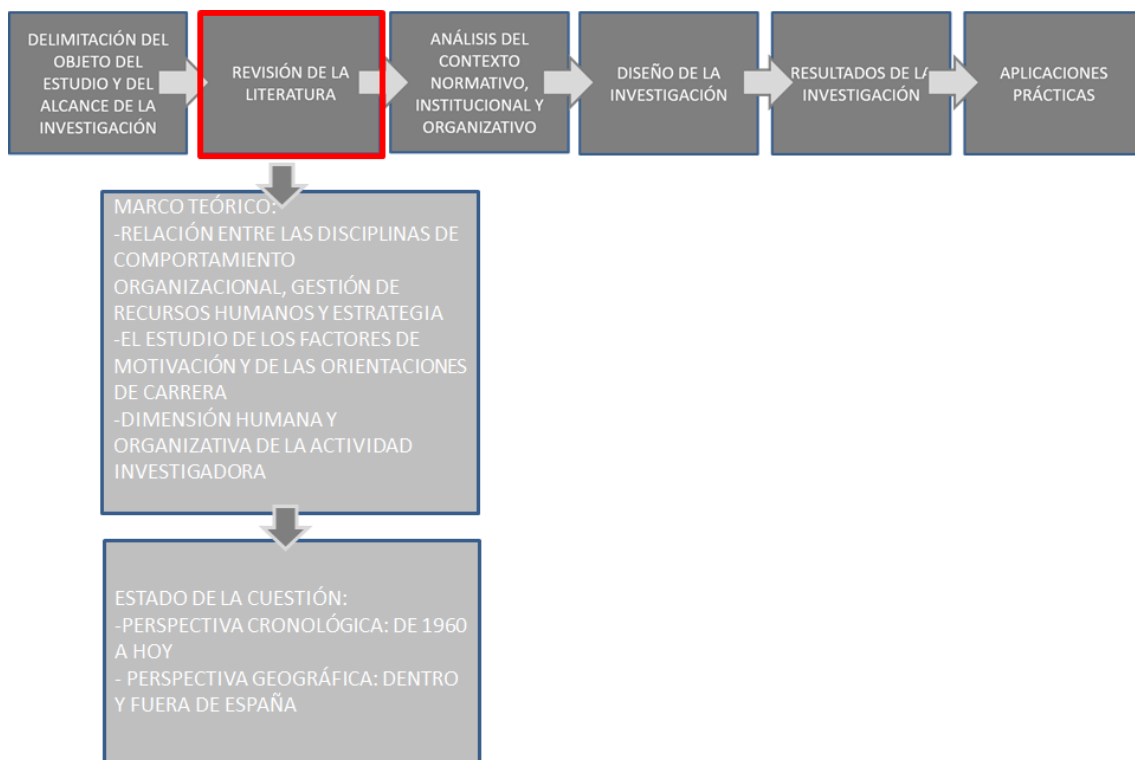 DELIMITACIÓN DEL
OBJETO DEL
ESTUDIO Y DEL
ALCANCE DE LA
INVESTIGACIÓN
REVISIÓN DE LA
LITERATURA
ANÁLISIS DEL
CONTEXTO
NORMATIVO,
INSTITUCIONAL Y
ORGANIZATIVO
DISEÑO DE LA
INVESTIGACIÓN
RESULTADOS DE LA
INVESTIGACIÓN
APLICACIONES
PRÁCTICAS
MARCO TEÓRICO:
-RELACIÓN ENTRE LAS DISCIPLINAS DE
COMPORTAMIENTO
ORGANIZACIONAL, GESTIÓN DE
RECURSOS HUMANOS Y ESTRATEGIA
-EL ESTUDIO DE LOS FACTORES DE
MOTIVACIÓN Y DE LAS ORIENTACIONES
DE CARRERA
-DIMENSIÓN HUMANA Y
ORGANIZATIVA DE LA ACTIVIDAD
INVESTIGADORA
ESTADO DE LA CUESTIÓN:
-PERSPECTIVA CRONOLÓGICA: DE 1960
A HOY
- PERSPECTIVA GEOGRÁFICA: DENTRO
Y FUERA DE ESPAÑA